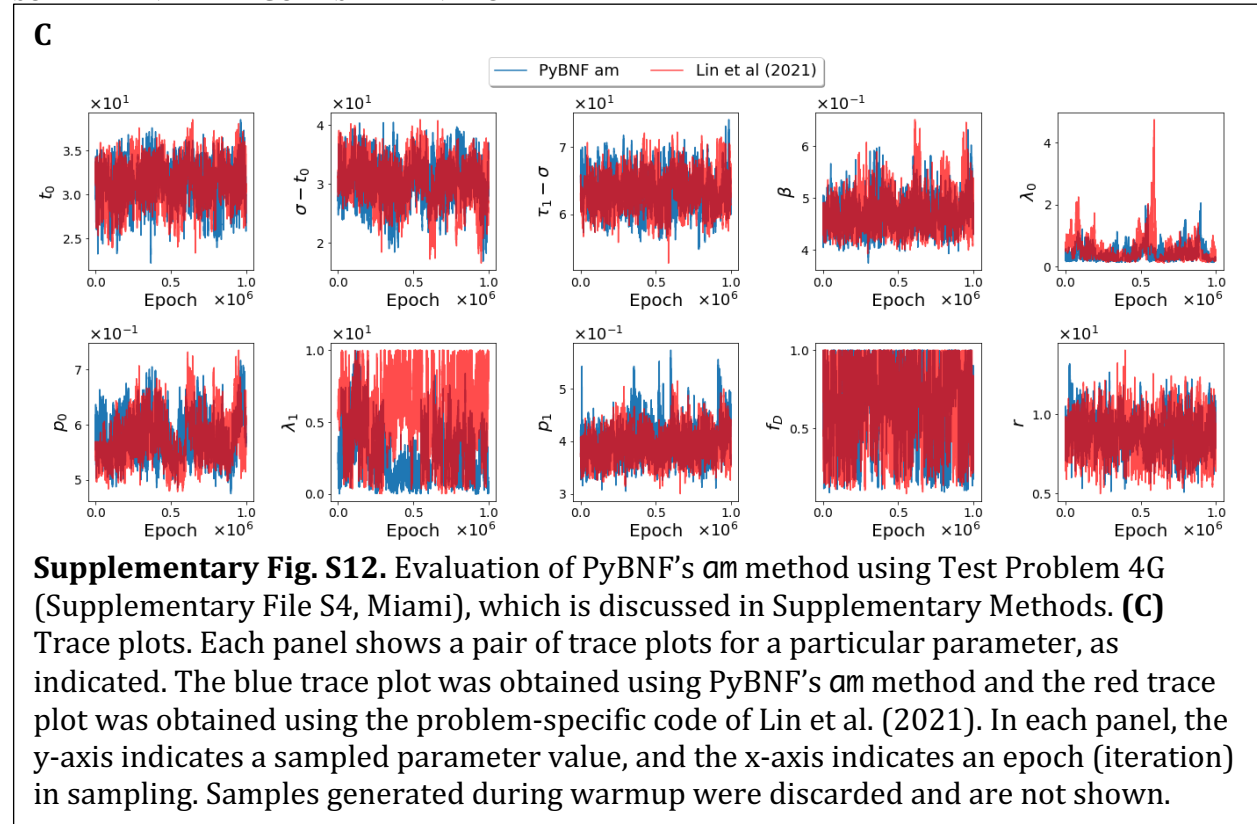 C
PyBNF am
Lin et al (2021)
×10¹
t₀
3.5
3.0
2.5
0.0
0.5
1.0
Epoch
×10⁶
×10¹
σ − t₀
4
3
2
0.0
0.5
1.0
Epoch
×10⁶
×10¹
τ₁ − σ
7
6
0.0
0.5
1.0
Epoch
×10⁶
×10⁻¹
β
6
5
4
0.0
0.5
1.0
Epoch
×10⁶
λ₀
4
2
0
0.0
0.5
1.0
Epoch
×10⁶
×10⁻¹
p₀
7
6
5
0.0
0.5
1.0
Epoch
×10⁶
×10¹
λ₁
1.0
0.5
0.0
0.0
0.5
1.0
Epoch
×10⁶
×10⁻¹
p₁
5
4
3
0.0
0.5
1.0
Epoch
×10⁶
f_D
1.0
0.5
0.0
0.5
1.0
Epoch
×10⁶
×10¹
r
1.0
0.5
0.0
0.5
1.0
Epoch
×10⁶
Supplementary Fig. S12. Evaluation of PyBNF’s am method using Test Problem 4G
(Supplementary File S4, Miami), which is discussed in Supplementary Methods. (C)
Trace plots. Each panel shows a pair of trace plots for a particular parameter, as
indicated. The blue trace plot was obtained using PyBNF’s am method and the red trace
plot was obtained using the problem-specific code of Lin et al. (2021). In each panel, the
y-axis indicates a sampled parameter value, and the x-axis indicates an epoch (iteration)
in sampling. Samples generated during warmup were discarded and are not shown.